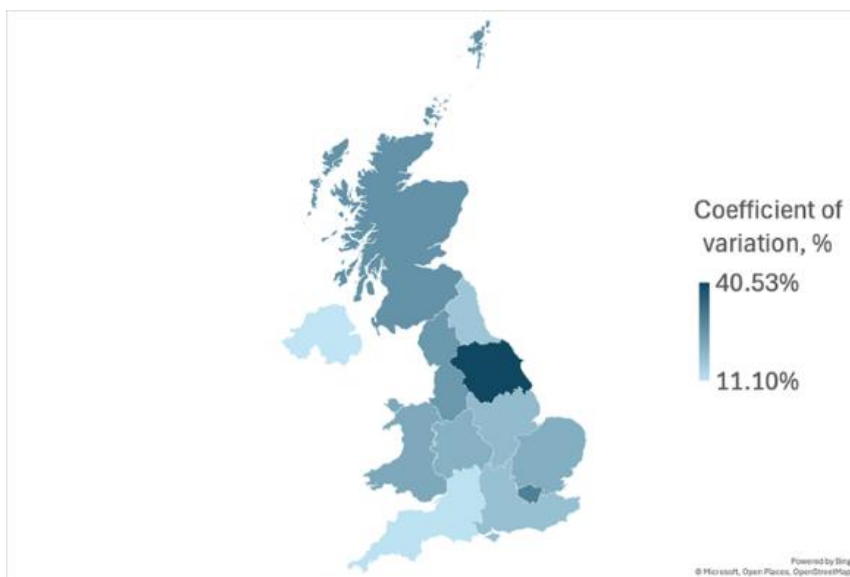 Coefficient of
variation, %
40.53%
11.10%
Powered by Bing
© Microsoft, Open Places, OpenStreetMap